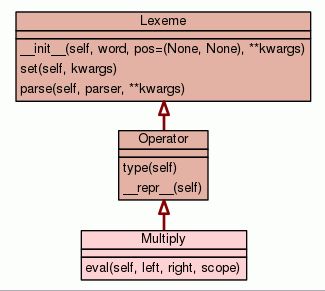 Lexeme
__init__(self, word, pos=(None, None), **kwargs)
set(self, kwargs)
parse(self, parser, **kwargs)
Operator
type(self)
__repr__(self)
Multiply
eval(self, left, right, scope)